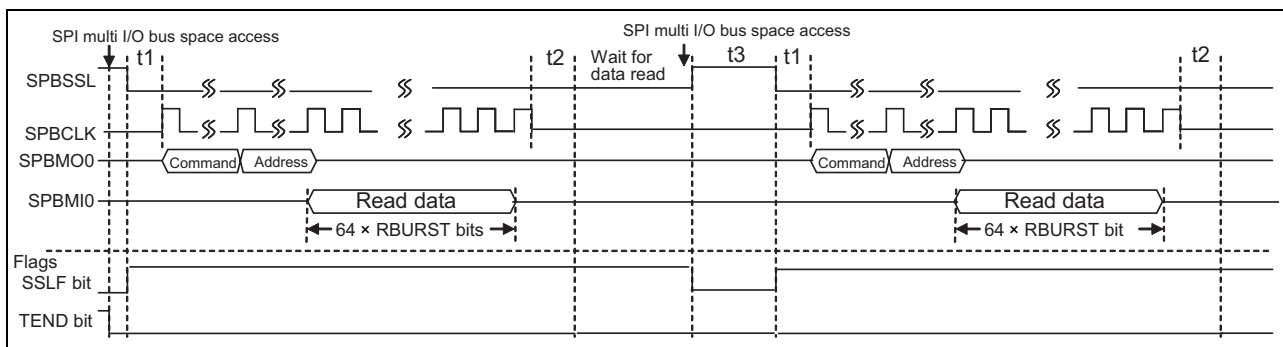 SPI multi I/O bus space access
SPI multi I/O bus space access
t1
t2
Wait for
data read
t3
t1
t2
SPBSSL
SPBCLK
SPBMO0
Command
Address
Command
Address
SPBMI0
Read data
Read data
64 × RBURST bits
64 × RBURST bit
Flags
SSLF bit
TEND bit